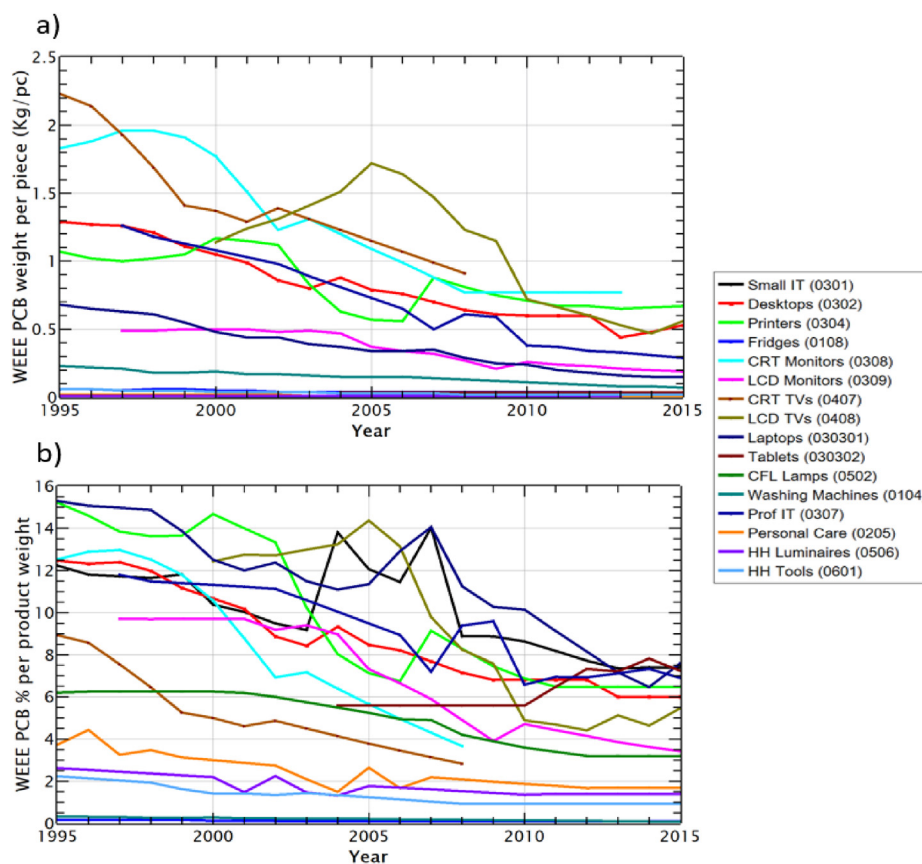 a)
2.5
2
1.5
1
0.5
0
WEEE PCB weight per piece (Kg/pc)
1995 2000 2005 2010 2015
Year
b)
16
14
12
10
8
6
4
2
0
WEEE PCB % per product weight
1995 2000 2005 2010 2015
Year
Small IT (0301)
Desktops (0302)
Printers (0304)
Fridges (0108)
CRT Monitors (0308)
LCD Monitors (0309)
CRT TVs (0407)
LCD TVs (0408)
Laptops (030301)
Tablets (030302)
CFL Lamps (0502)
Washing Machines (0104
Prof IT (0307)
Personal Care (0205)
HH Luminaires (0506)
HH Tools (0601)